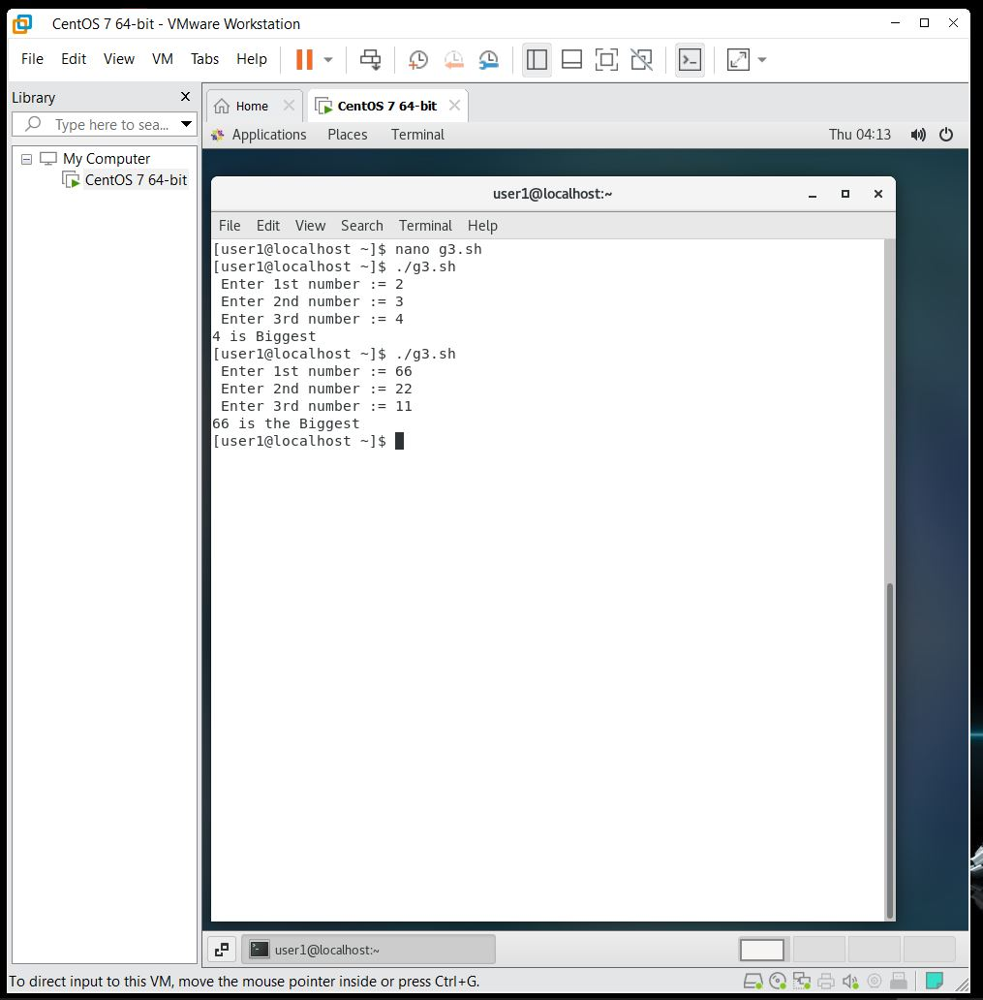 CentOS 7 64-bit - VMware Workstation
File Edit View VM Tabs Help
Library
Type here to sea...
My Computer
CentOS 7 64-bit
Home CentOS 7 64-bit
Applications Places Terminal Thu 04:13
user1@localhost:~
File Edit View Search Terminal Help
[user1@localhost ~]$ nano g3.sh
[user1@localhost ~]$ ./g3.sh
Enter 1st number := 2
Enter 2nd number := 3
Enter 3rd number := 4
4 is Biggest
[user1@localhost ~]$ ./g3.sh
Enter 1st number := 66
Enter 2nd number := 22
Enter 3rd number := 11
66 is the Biggest
[user1@localhost ~]$
user1@localhost:~
To direct input to this VM, move the mouse pointer inside or press Ctrl+G.